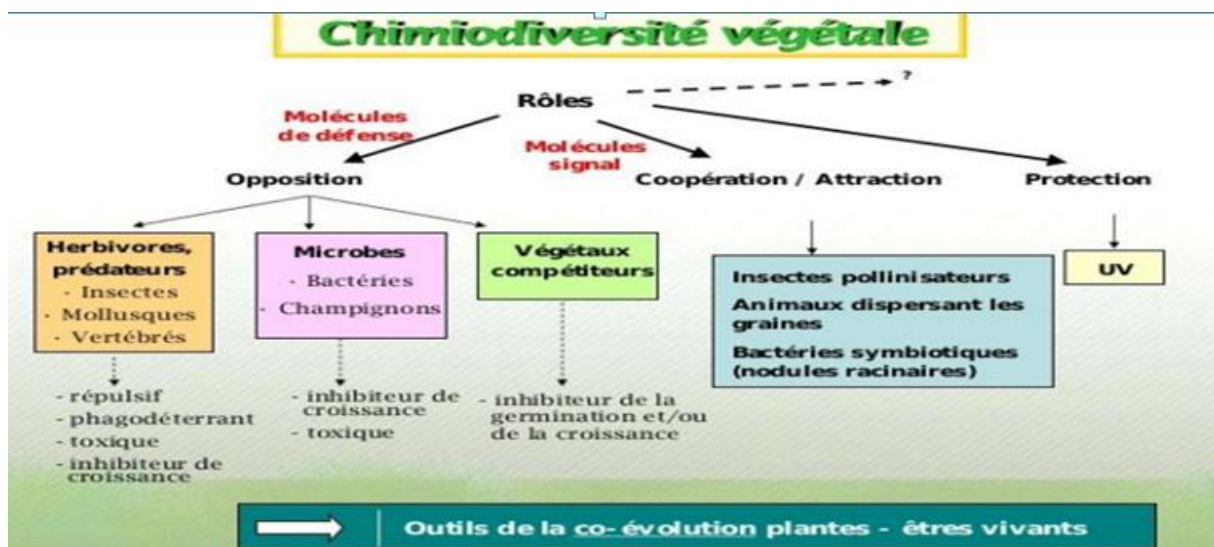 Chimiodiversité végétale
?
Rôles
Molécules
de défense
Molécules
signal
Opposition
Coopération / Attraction
Protection
Herbivores,
prédateurs
- Insectes
- Mollusques
- Vertébrés
Microbes
- Bactéries
- Champignons
Végétaux
compétiteurs
Insectes pollinisateurs
Animaux dispersant les
graines
Bactéries symbiotiques
(nodules racinaires)
UV
- répulsif
- phagodéterrant
- toxique
- inhibiteur de
croissance
- inhibiteur de
croissance
- toxique
- inhibiteur de la
germination et/ou
de la croissance
Outils de la co-évolution plantes - êtres vivants